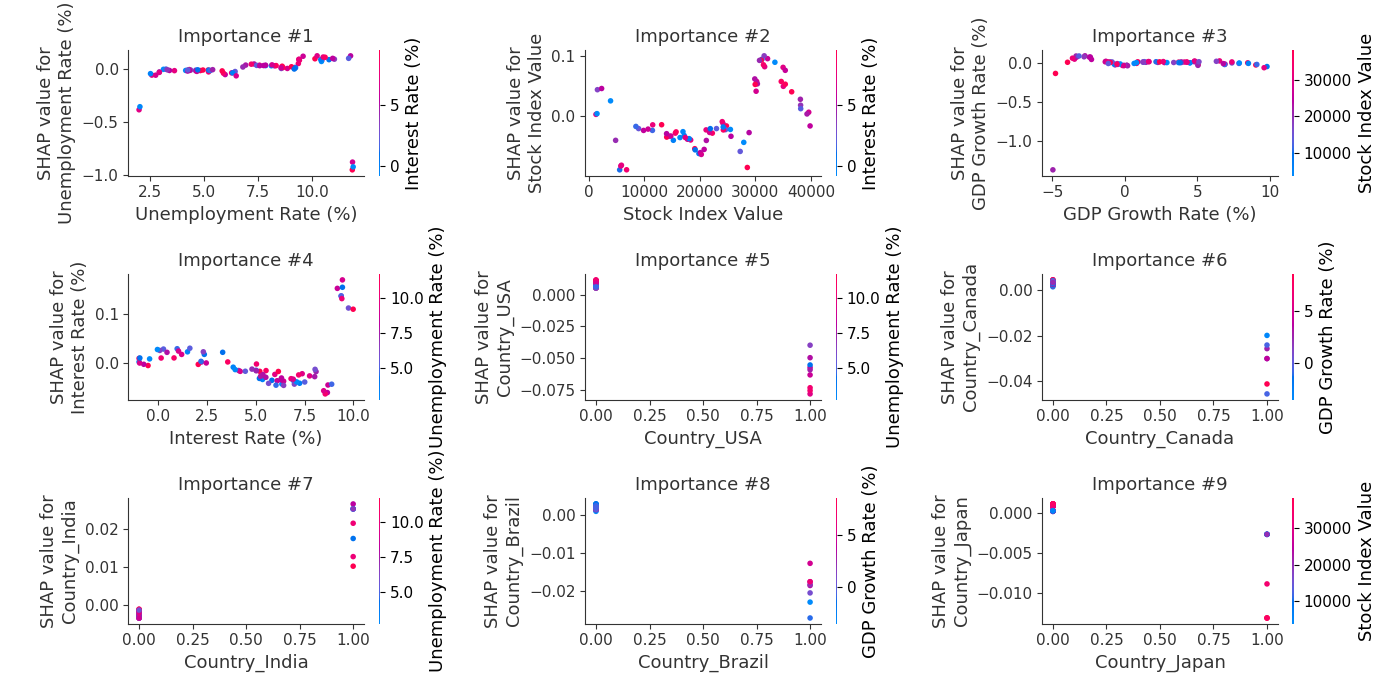 Importance #1
SHAP value for
Unemployment Rate (%)
0.0
−0.5
−1.0
2.5 5.0 7.5 10.0
Unemployment Rate (%)
5
0
Interest Rate (%)
Importance #2
SHAP value for
Stock Index Value
0.1
0.0
0 10000 20000 30000 40000
Stock Index Value
5
0
Interest Rate (%)
Importance #3
SHAP value for
GDP Growth Rate (%)
0.0
−0.5
−1.0
−5 0 5 10
GDP Growth Rate (%)
30000
20000
10000
Stock Index Value
Importance #4
SHAP value for
Interest Rate (%)
0.1
0.0
0.0 2.5 5.0 7.5 10.0
Interest Rate (%)
10.0
7.5
5.0
Unemployment Rate (%)
Importance #5
SHAP value for
Country_USA
0.000
−0.025
−0.050
−0.075
0.00 0.25 0.50 0.75 1.00
Country_USA
10.0
7.5
5.0
Unemployment Rate (%)
Importance #6
SHAP value for
Country_Canada
0.00
−0.02
−0.04
0.00 0.25 0.50 0.75 1.00
Country_Canada
5
0
GDP Growth Rate (%)
Importance #7
SHAP value for
Country_India
0.02
0.01
0.00
0.00 0.25 0.50 0.75 1.00
Country_India
10.0
7.5
5.0
Unemployment Rate (%)
Importance #8
SHAP value for
Country_Brazil
0.00
−0.01
−0.02
0.00 0.25 0.50 0.75 1.00
Country_Brazil
5
0
GDP Growth Rate (%)
Importance #9
SHAP value for
Country_Japan
0.000
−0.005
−0.010
0.00 0.25 0.50 0.75 1.00
Country_Japan
30000
20000
10000
Stock Index Value